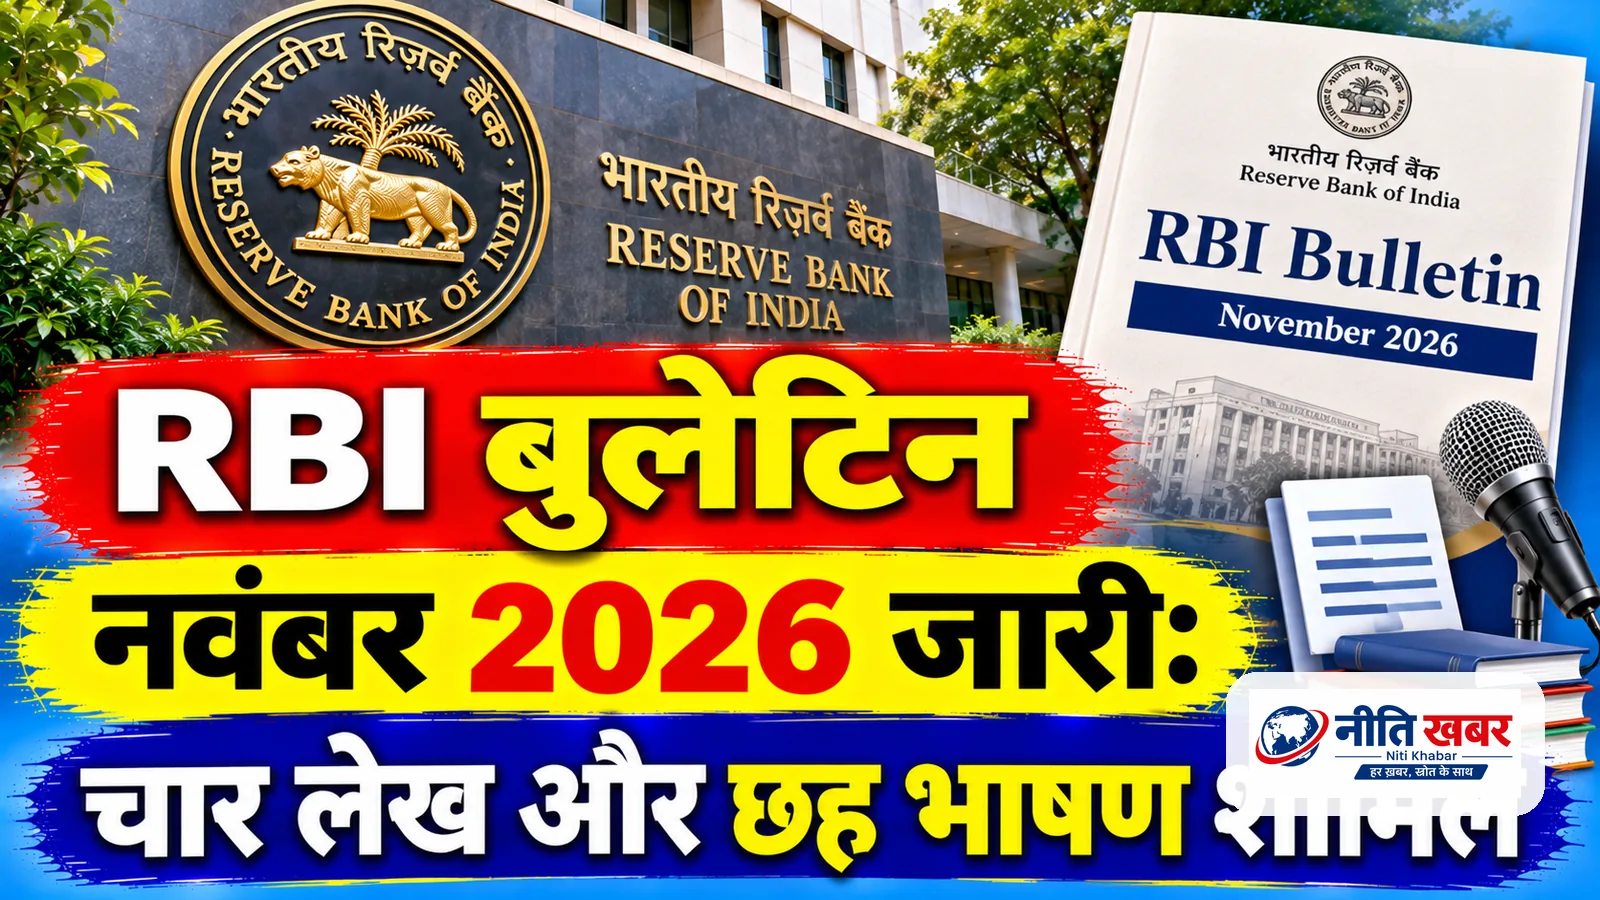 भारतीय रिज़र्व बैंक
RESERVE BANK OF INDIA
भारतीय रिज़र्व बैंक
RESERVE BANK
OF INDIA
भारतीय रिज़र्व बैंक
Reserve Bank of India
RBI Bulletin
November 2026
RBI बुलेटिन
नवंबर 2026 जारी:
चार लेख और छह भाषण शामिल
नीति खबर
Niti Khabar
हर ख़बर, स्रोत के साथ